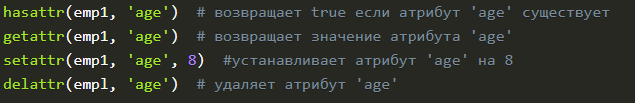 hasattr(emp1, 'age')  # возвращает true если атрибут 'age' существует
getattr(emp1, 'age')  # возвращает значение атрибута 'age'
setattr(emp1, 'age', 8)  #устанавливает атрибут 'age' на 8
delattr(empl, 'age')  # удаляет атрибут 'age'